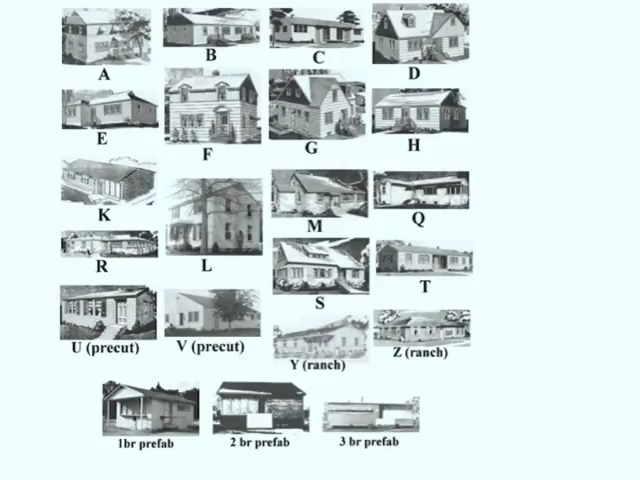 A
B
C
D
E
F
G
H
K
L
M
Q
R
S
T
U (precut)
V (precut)
Y (ranch)
Z (ranch)
1br prefab
2 br prefab
3 br prefab